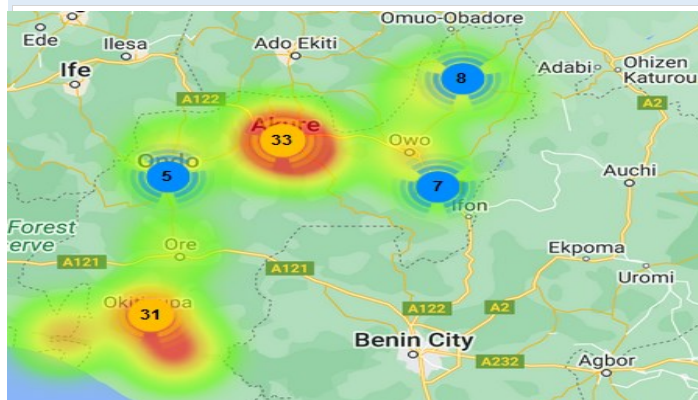 Omuo-Obadore
Ede
Ilesa
Ado Ekiti
Ife
8
Adabi
Ohizen
Katurou
A122
A2
Akure
33
Owo
Ondo
5
7
Auchi
Ifon
Forest
Ore
Ekpoma
A121
A121
Uromi
31
A122
A2
Benin City
A232
Agbor